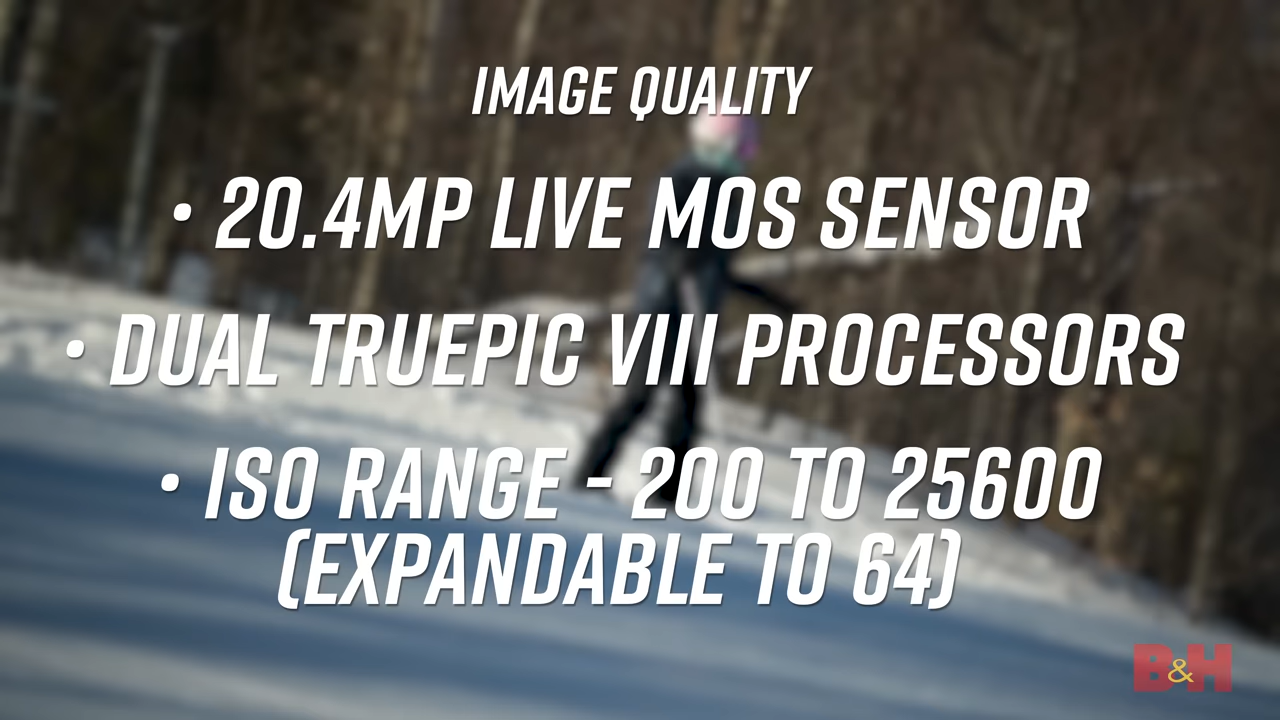 IMAGE QUALITY
• 20.4MP LIVE MOS SENSOR
• DUAL TRUEPIC VIII PROCESSORS
• ISO RANGE - 200 TO 25600
(EXPANDABLE TO 64)
B&H